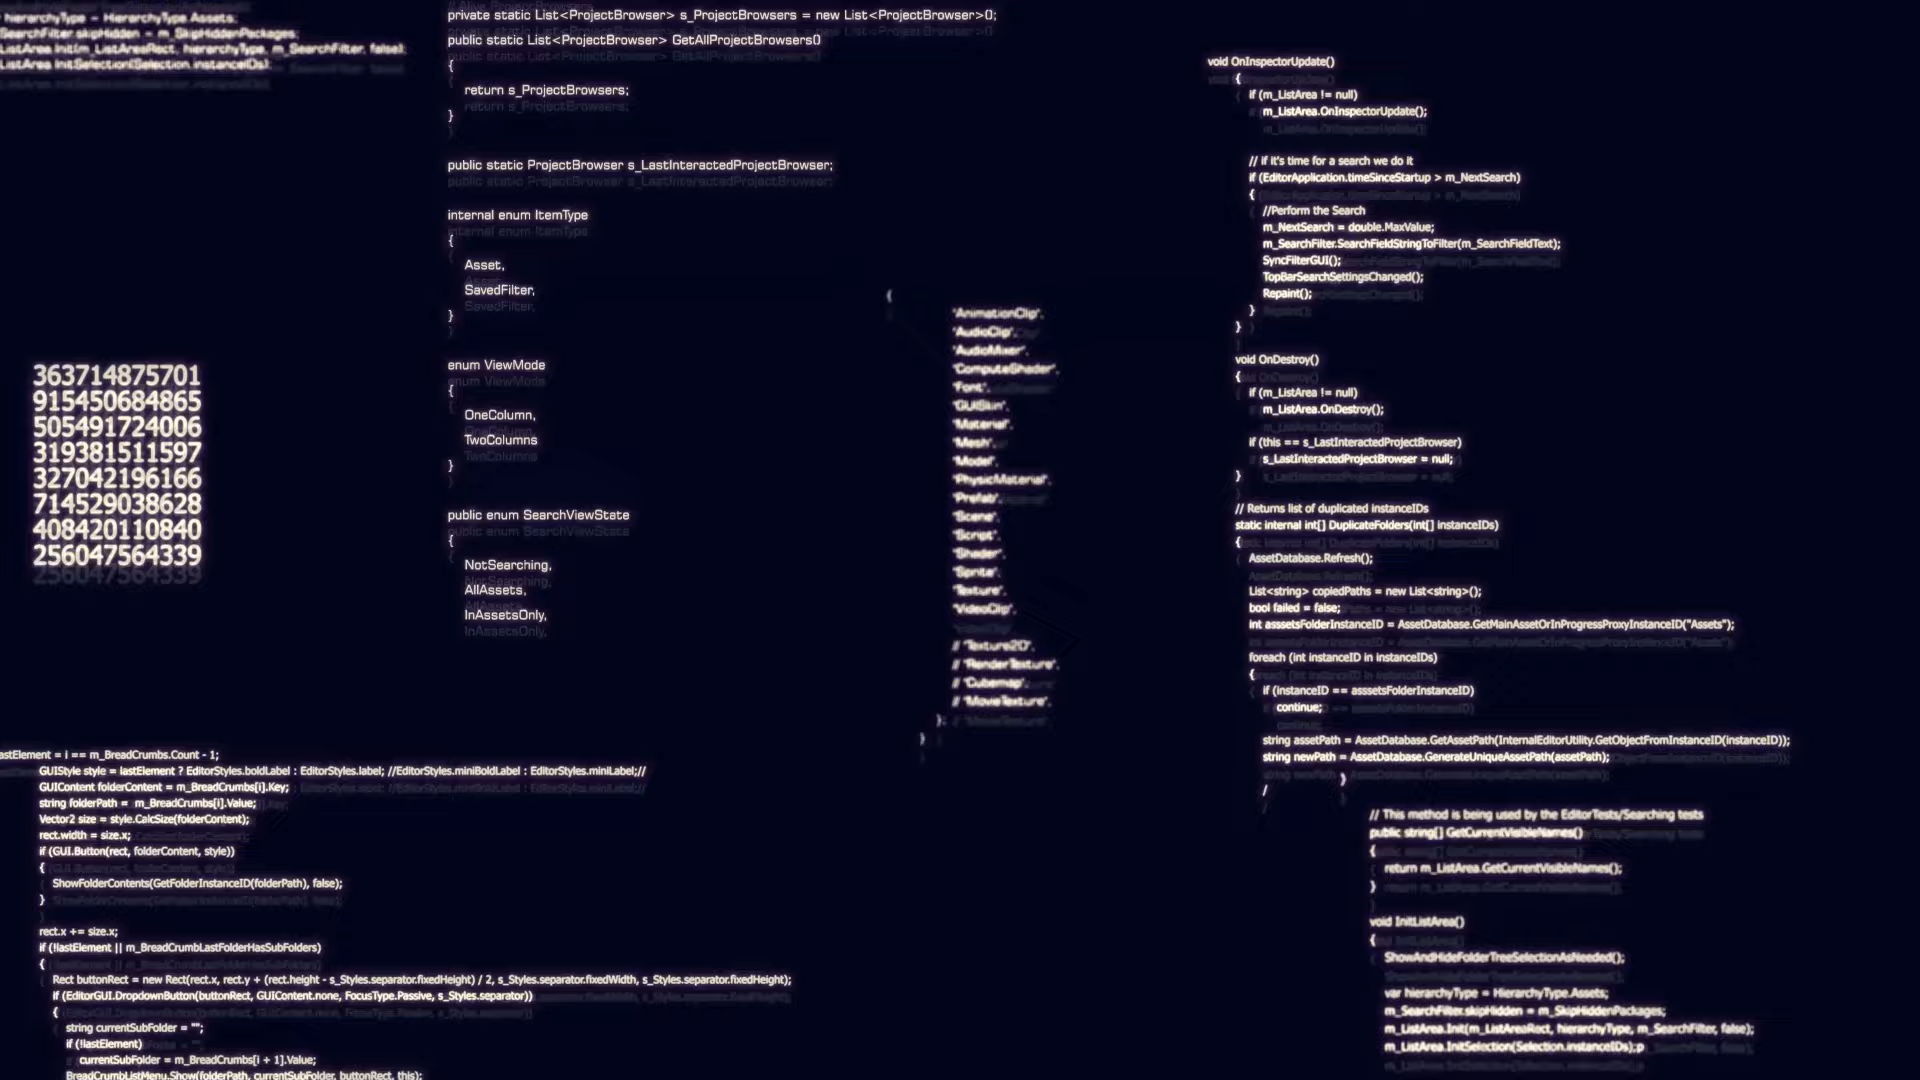 hierarchyType = HierarchyType.Assets;
SearchFilter.skipHidden = m_SkipHiddenPackages;
ListArea.Init(m_ListAreaRect, hierarchyType, m_SearchFilter, false);
ListArea.InitSelection(Selection.instanceIDs);
363714875701
915450684865
505491724006
319381511597
327042196166
714529038628
408420110840
256047564339
256047564339
astElement = i == m_BreadCrumbs.Count - 1;
GUIStyle style = lastElement ? EditorStyles.boldLabel : EditorStyles.label; //EditorStyles.miniBoldLabel : EditorStyles.miniLabel;//
GUIContent folderContent = m_BreadCrumbs[i].Key;
string folderPath = m_BreadCrumbs[i].Value;
Vector2 size = style.CalcSize(folderContent);
rect.width = size.x;
if (GUI.Button(rect, folderContent, style))
{
ShowFolderContents(GetFolderInstanceID(folderPath), false);
}
rect.x += size.x;
if (!lastElement || m_BreadCrumbLastFolderHasSubFolders)
{
Rect buttonRect = new Rect(rect.x, rect.y + (rect.height - s_Styles.separator.fixedHeight) / 2, s_Styles.separator.fixedWidth, s_Styles.separator.fixedHeight);
if (EditorGUI.DropdownButton(buttonRect, GUIContent.none, FocusType.Passive, s_Styles.separator))
{
string currentSubFolder = "";
if (!lastElement)
currentSubFolder = m_BreadCrumbs[i + 1].Value;
BreadCrumbListMenu.Show(folderPath, currentSubFolder, buttonRect, this);
private static List<ProjectBrowser> s_ProjectBrowsers = new List<ProjectBrowser>();
public static List<ProjectBrowser> GetAllProjectBrowsers()
{
return s_ProjectBrowsers;
}
public static ProjectBrowser s_LastInteractedProjectBrowser;
internal enum ItemType
{
Asset,
SavedFilter,
}
enum ViewMode
{
OneColumn,
TwoColumns
}
public enum SearchViewState
{
NotSearching,
AllAssets,
InAssetsOnly,
{
"AnimationClip",
"AudioClip",
"AudioMixer",
"ComputeShader",
"Font",
"GUISkin",
"Material",
"Mesh",
"Model",
"PhysicMaterial",
"Prefab",
"Scene",
"Script",
"Shader",
"Sprite",
"Texture",
"VideoClip",
// "Texture2D",
// "RenderTexture",
// "Cubemap",
// "MovieTexture",
};
}
void OnInspectorUpdate()
{
if (m_ListArea != null)
m_ListArea.OnInspectorUpdate();
// if it's time for a search we do it
if (EditorApplication.timeSinceStartup > m_NextSearch)
{
//Perform the Search
m_NextSearch = double.MaxValue;
m_SearchFilter.SearchFieldStringToFilter(m_SearchFieldText);
SyncFilterGUI();
TopBarSearchSettingsChanged();
Repaint();
}
}
void OnDestroy()
{
if (m_ListArea != null)
m_ListArea.OnDestroy();
if (this == s_LastInteractedProjectBrowser)
s_LastInteractedProjectBrowser = null;
}
// Returns list of duplicated instanceIDs
static internal int[] DuplicateFolders(int[] instanceIDs)
{
AssetDatabase.Refresh();
List<string> copiedPaths = new List<string>();
bool failed = false;
int asssetsFolderInstanceID = AssetDatabase.GetMainAssetOrInProgressProxyInstanceID("Assets");
foreach (int instanceID in instanceIDs)
{
if (instanceID == asssetsFolderInstanceID)
continue;
string assetPath = AssetDatabase.GetAssetPath(InternalEditorUtility.GetObjectFromInstanceID(instanceID));
string newPath = AssetDatabase.GenerateUniqueAssetPath(assetPath);
}
/
// This method is being used by the EditorTests/Searching tests
public string[] GetCurrentVisibleNames()
{
return m_ListArea.GetCurrentVisibleNames();
}
void InitListArea()
{
ShowAndHideFolderTreeSelectionAsNeeded();
var hierarchyType = HierarchyType.Assets;
m_SearchFilter.skipHidden = m_SkipHiddenPackages;
m_ListArea.Init(m_ListAreaRect, hierarchyType, m_SearchFilter, false);
m_ListArea.InitSelection(Selection.instanceIDs);p